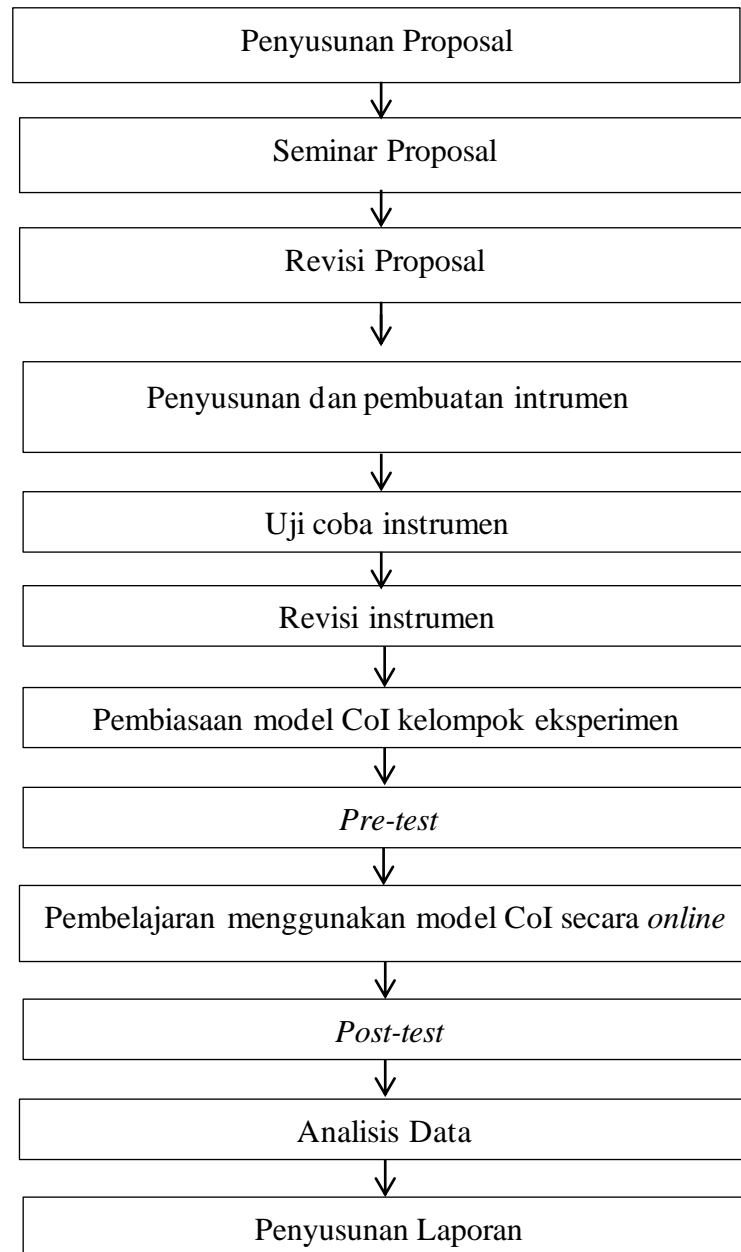 Penyusunan Proposal
Seminar Proposal
Revisi Proposal
Penyusunan dan pembuatan intrumen
Uji coba instrumen
Revisi instrumen
Pembiasaan model CoI kelompok eksperimen
Pre-test
Pembelajaran menggunakan model CoI secara online
Post-test
Analisis Data
Penyusunan Laporan